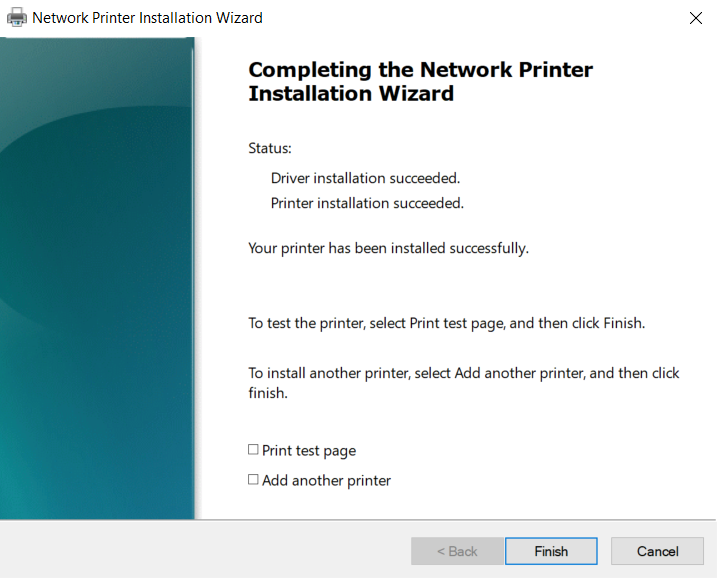 Network Printer Installation Wizard
Completing the Network Printer
Installation Wizard
Status:
Driver installation succeeded.
Printer installation succeeded.
Your printer has been installed successfully.
To test the printer, select Print test page, and then click Finish.
To install another printer, select Add another printer, and then click
finish.
Print test page
Add another printer
< Back
Finish
Cancel